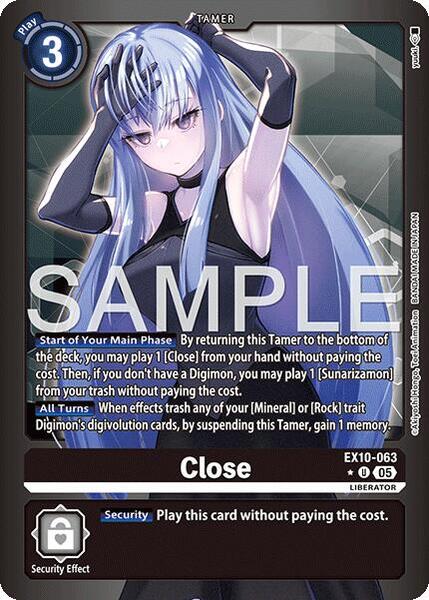 Play
3
TAMER
yuuki.
SAMPLE
Start of Your Main Phase By returning this Tamer to the bottom of
the deck, you may play 1 [Close] from your hand without paying the
cost. Then, if you don't have a Digimon, you may play 1 [Sunarizamon]
from your trash without paying the cost.
All Turns When effects trash any of your [Mineral] or [Rock] trait
Digimon's digivolution cards, by suspending this Tamer, gain 1 memory.
©Akiyoshi Hongo, Toei Animation BANDAI MADE IN JAPAN
Close
EX10-063
U 05
LIBERATOR
Security Play this card without paying the cost.
Security Effect